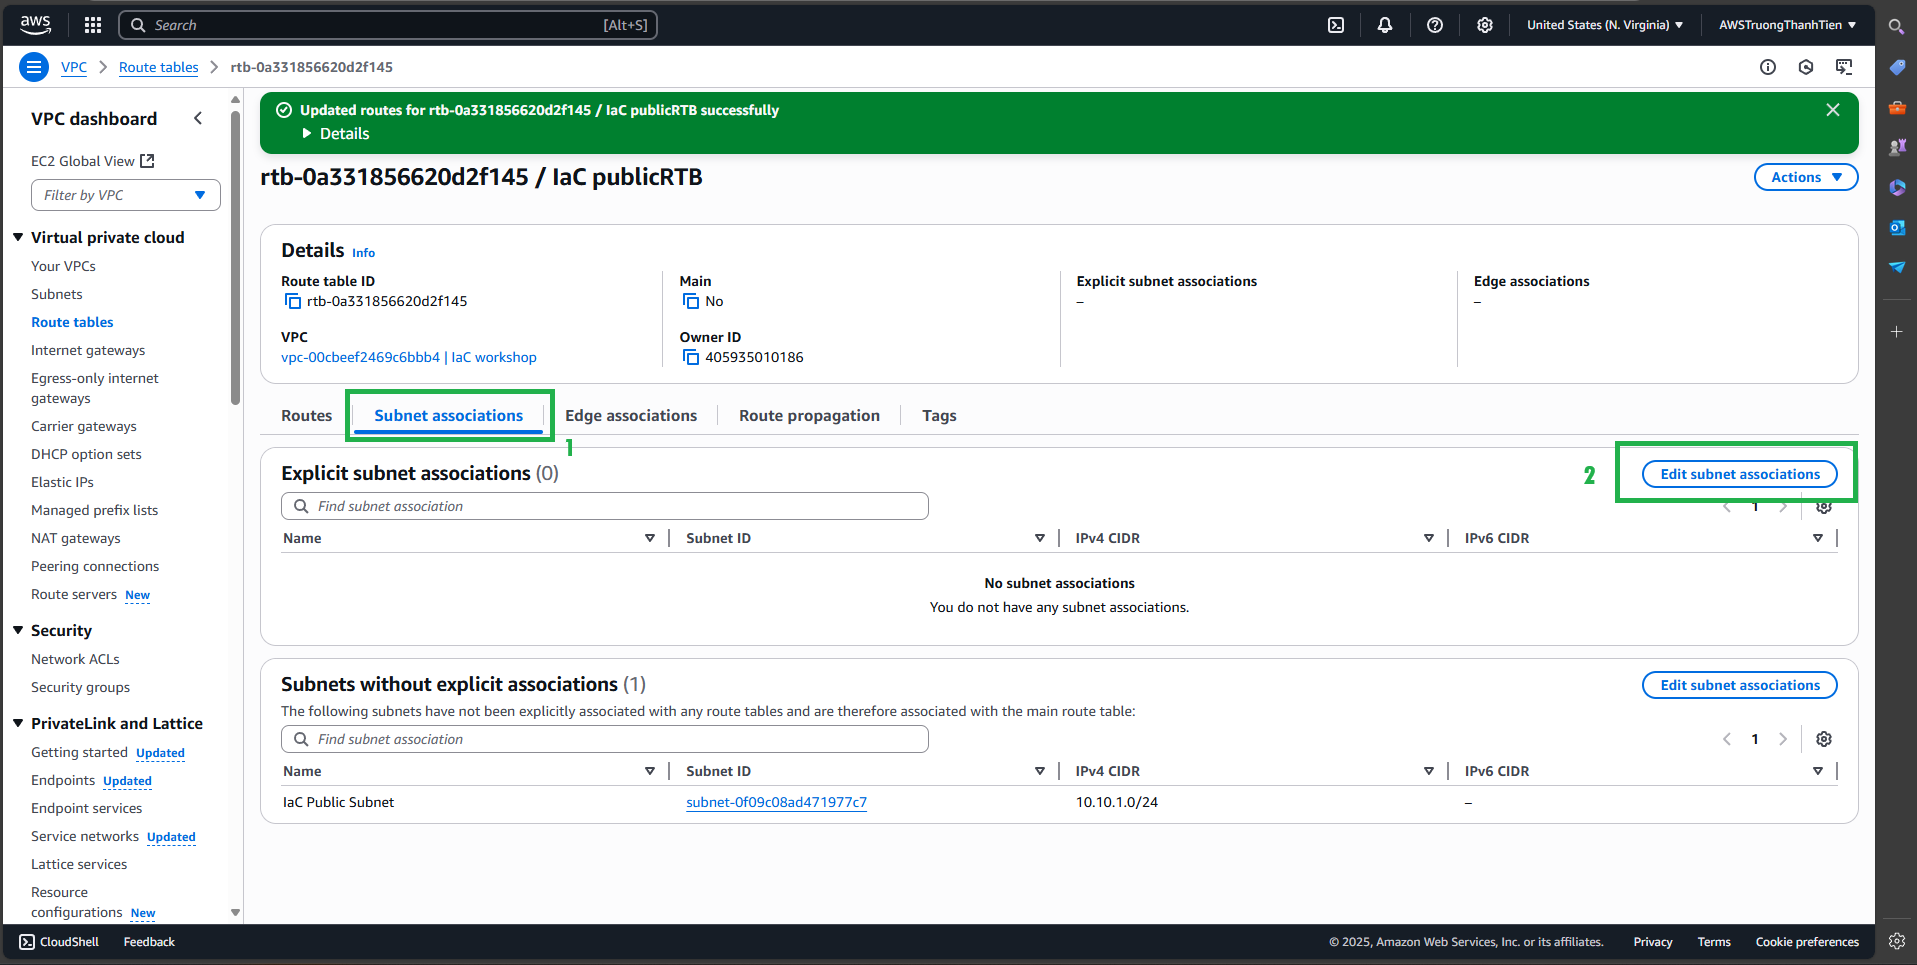 aws
Search [Alt+S]
United States (N. Virginia)
AWSTruongThanhTien
VPC
Route tables
rtb-0a331856620d2f145
VPC dashboard
EC2 Global View
Filter by VPC
Virtual private cloud
Your VPCs
Subnets
Route tables
Internet gateways
Egress-only internet
gateways
Carrier gateways
DHCP option sets
Elastic IPs
Managed prefix lists
NAT gateways
Peering connections
Route servers New
Security
Network ACLs
Security groups
PrivateLink and Lattice
Getting started Updated
Endpoints Updated
Endpoint services
Service networks Updated
Lattice services
Resource
configurations New
Updated routes for rtb-0a331856620d2f145 / IaC publicRTB successfully
Details
rtb-0a331856620d2f145 / IaC publicRTB
Actions
Details Info
Route table ID
rtb-0a331856620d2f145
Main
No
Explicit subnet associations
–
Edge associations
–
VPC
vpc-00cbeef2469c6bbb4 | IaC workshop
Owner ID
405935010186
Routes
Subnet associations
Edge associations
Route propagation
Tags
1
Explicit subnet associations (0)
2
Edit subnet associations
Find subnet association
1
Name Subnet ID IPv4 CIDR IPv6 CIDR
No subnet associations
You do not have any subnet associations.
Subnets without explicit associations (1)
Edit subnet associations
The following subnets have not been explicitly associated with any route tables and are therefore associated with the main route table:
Find subnet association
1
Name Subnet ID IPv4 CIDR IPv6 CIDR
IaC Public Subnet subnet-0f09c08ad471977c7 10.10.1.0/24 –
CloudShell Feedback
© 2025, Amazon Web Services, Inc. or its affiliates. Privacy Terms Cookie preferences